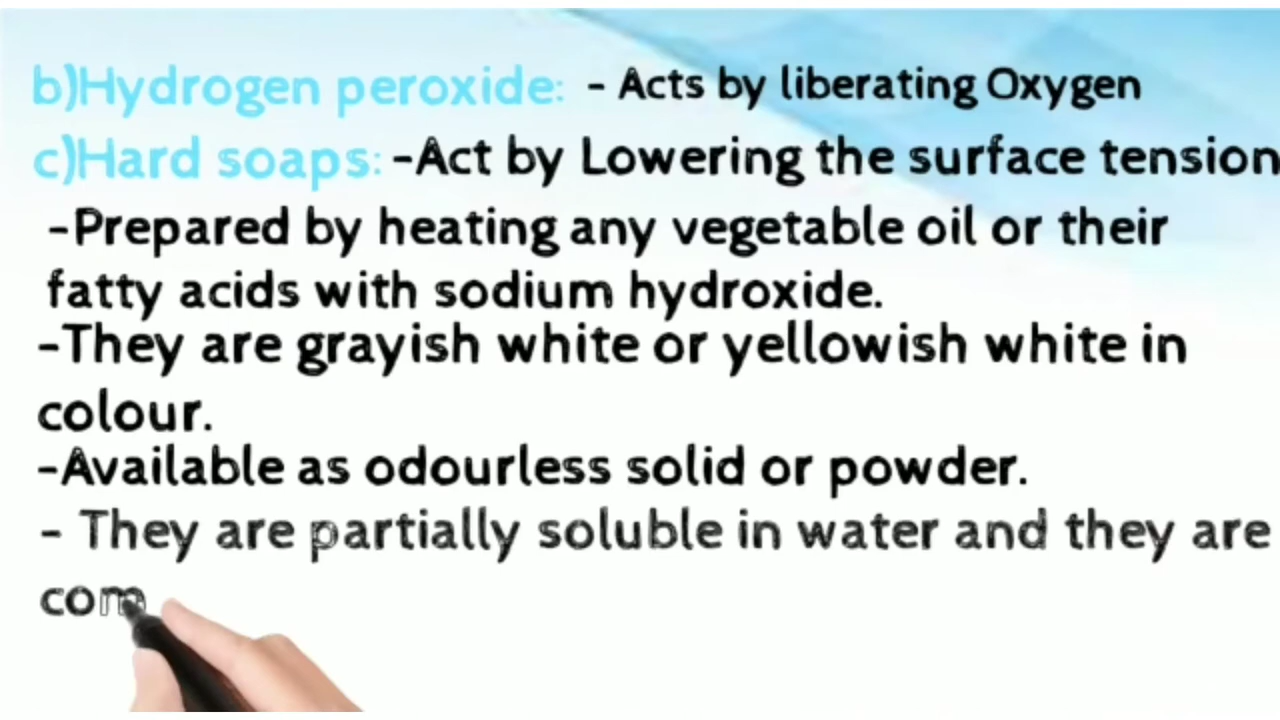 b)Hydrogen peroxide: - Acts by liberating Oxygen
c)Hard soaps: -Act by Lowering the surface tension
-Prepared by heating any vegetable oil or their
fatty acids with sodium hydroxide.
-They are grayish white or yellowish white in
colour.
-Available as odourless solid or powder.
- They are partially soluble in water and they are
com